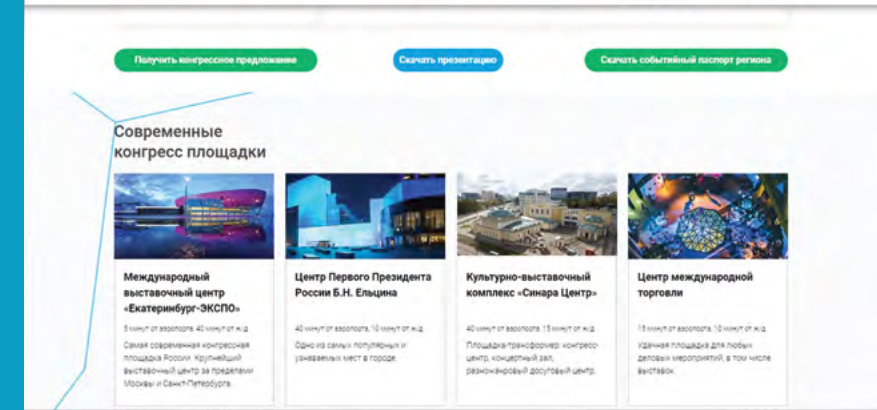 Получить конгрессное предложение
Скачать презентацию
Скачать событийный паспорт региона
Современные
конгресс площадки
Международный
выставочный центр
«Екатеринбург-ЭКСПО»
5 минут от аэропорта, 40 минут от ж/д
Самая современная конгрессная
площадка России. Крупнейший
выставочный центр за пределами
Москвы и Санкт-Петербурга.
Центр Первого Президента
России Б.Н. Ельцина
40 минут от аэропорта, 10 минут от ж/д
Одно из самых популярных и
узнаваемых мест в городе.
Культурно-выставочный
комплекс «Синара Центр»
40 минут от аэропорта, 15 минут от ж/д
Площадка-трансформер: конгресс-
центр, концертный зал,
разножанровый досуговый центр.
Центр международной
торговли
15 минут от аэропорта, 10 минут от ж/д
Удачная площадка для любых
деловых мероприятий, в том числе
выставок.